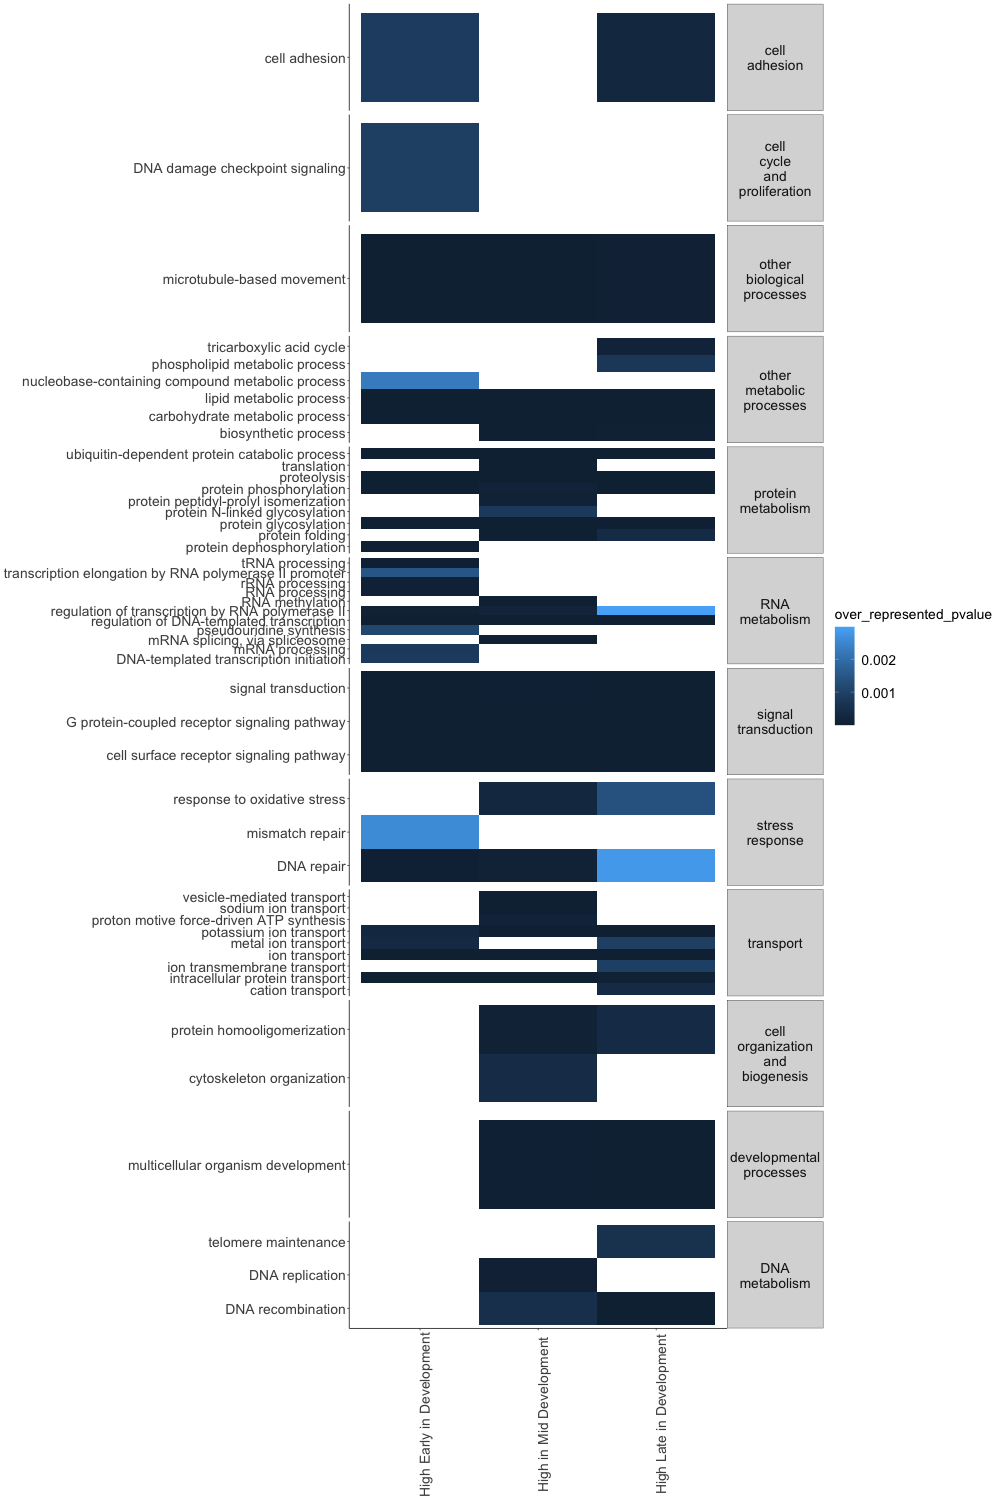 cell adhesion
cell
adhesion
DNA damage checkpoint signaling
cell
cycle
and
proliferation
microtubule-based movement
other
biological
processes
tricarboxylic acid cycle
phospholipid metabolic process
nucleobase-containing compound metabolic process
lipid metabolic process
carbohydrate metabolic process
biosynthetic process
other
metabolic
processes
ubiquitin-dependent protein catabolic process
translation
proteolysis
protein phosphorylation
protein peptidyl-prolyl isomerization
protein N-linked glycosylation
protein glycosylation
protein folding
protein dephosphorylation
protein
metabolism
tRNA processing
transcription elongation by RNA polymerase II promoter
rRNA processing
RNA processing
RNA methylation
regulation of transcription by RNA polymerase II
regulation of DNA-templated transcription
pseudouridine synthesis
mRNA splicing, via spliceosome
mRNA processing
DNA-templated transcription initiation
RNA
metabolism
signal transduction
G protein-coupled receptor signaling pathway
cell surface receptor signaling pathway
signal
transduction
response to oxidative stress
mismatch repair
DNA repair
stress
response
vesicle-mediated transport
sodium ion transport
proton motive force-driven ATP synthesis
potassium ion transport
metal ion transport
ion transport
ion transmembrane transport
intracellular protein transport
cation transport
transport
protein homooligomerization
cytoskeleton organization
cell
organization
and
biogenesis
multicellular organism development
developmental
processes
telomere maintenance
DNA replication
DNA recombination
DNA
metabolism
High Early in Development
High in Mid Development
High Late in Development
over_represented_pvalue
0.002
0.001